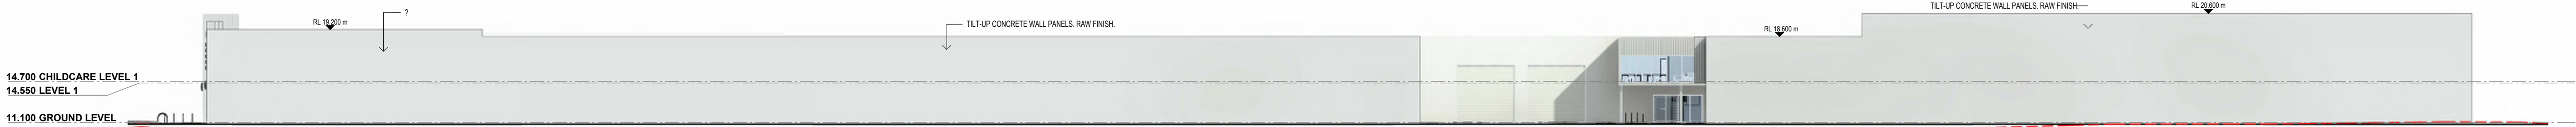 ?
RL 19.200 m
TILT-UP CONCRETE WALL PANELS. RAW FINISH.
RL 18.600 m
TILT-UP CONCRETE WALL PANELS. RAW FINISH.
RL 20.600 m
14.700 CHILDCARE LEVEL 1
14.550 LEVEL 1
11.100 GROUND LEVEL